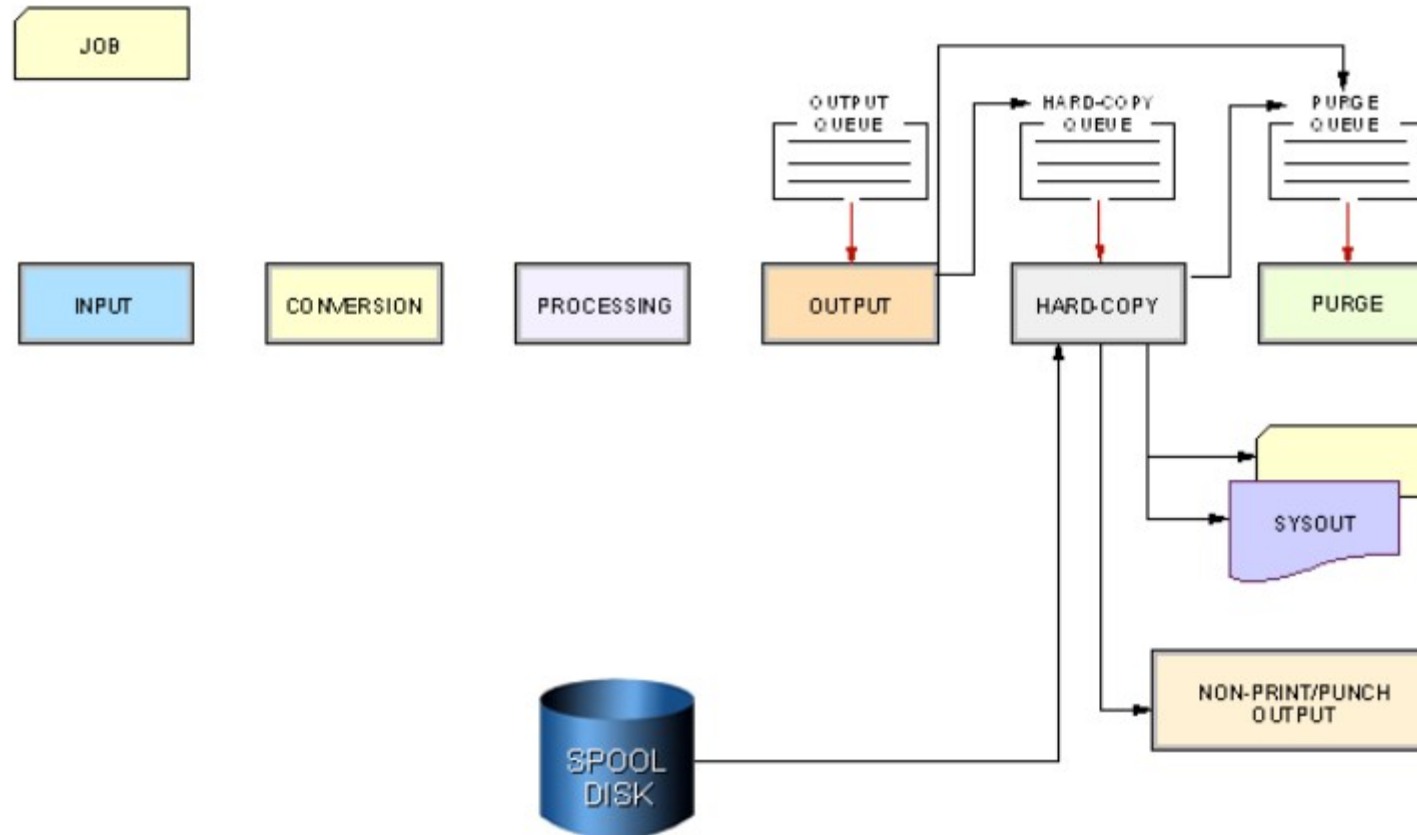 JOB
OUTPUT
QUEUE
HARD-COPY
QUEUE
PURGE
QUEUE
INPUT
CONVERSION
PROCESSING
OUTPUT
HARD-COPY
PURGE
SYSOUT
NON-PRINT/PUNCH
OUTPUT
SPOOL
DISK